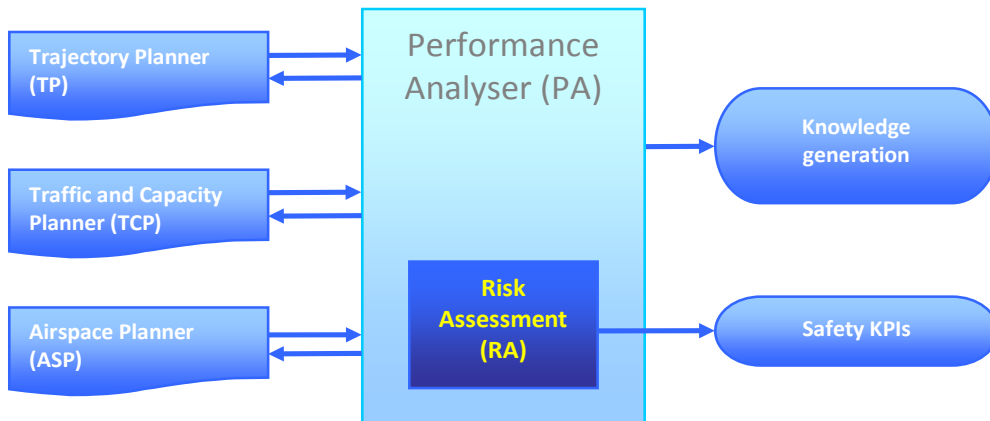 Trajectory Planner
(TP)
Traffic and Capacity
Planner (TCP)
Airspace Planner
(ASP)
Performance
Analyser (PA)
Risk
Assessment
(RA)
Knowledge
generation
Safety KPIs